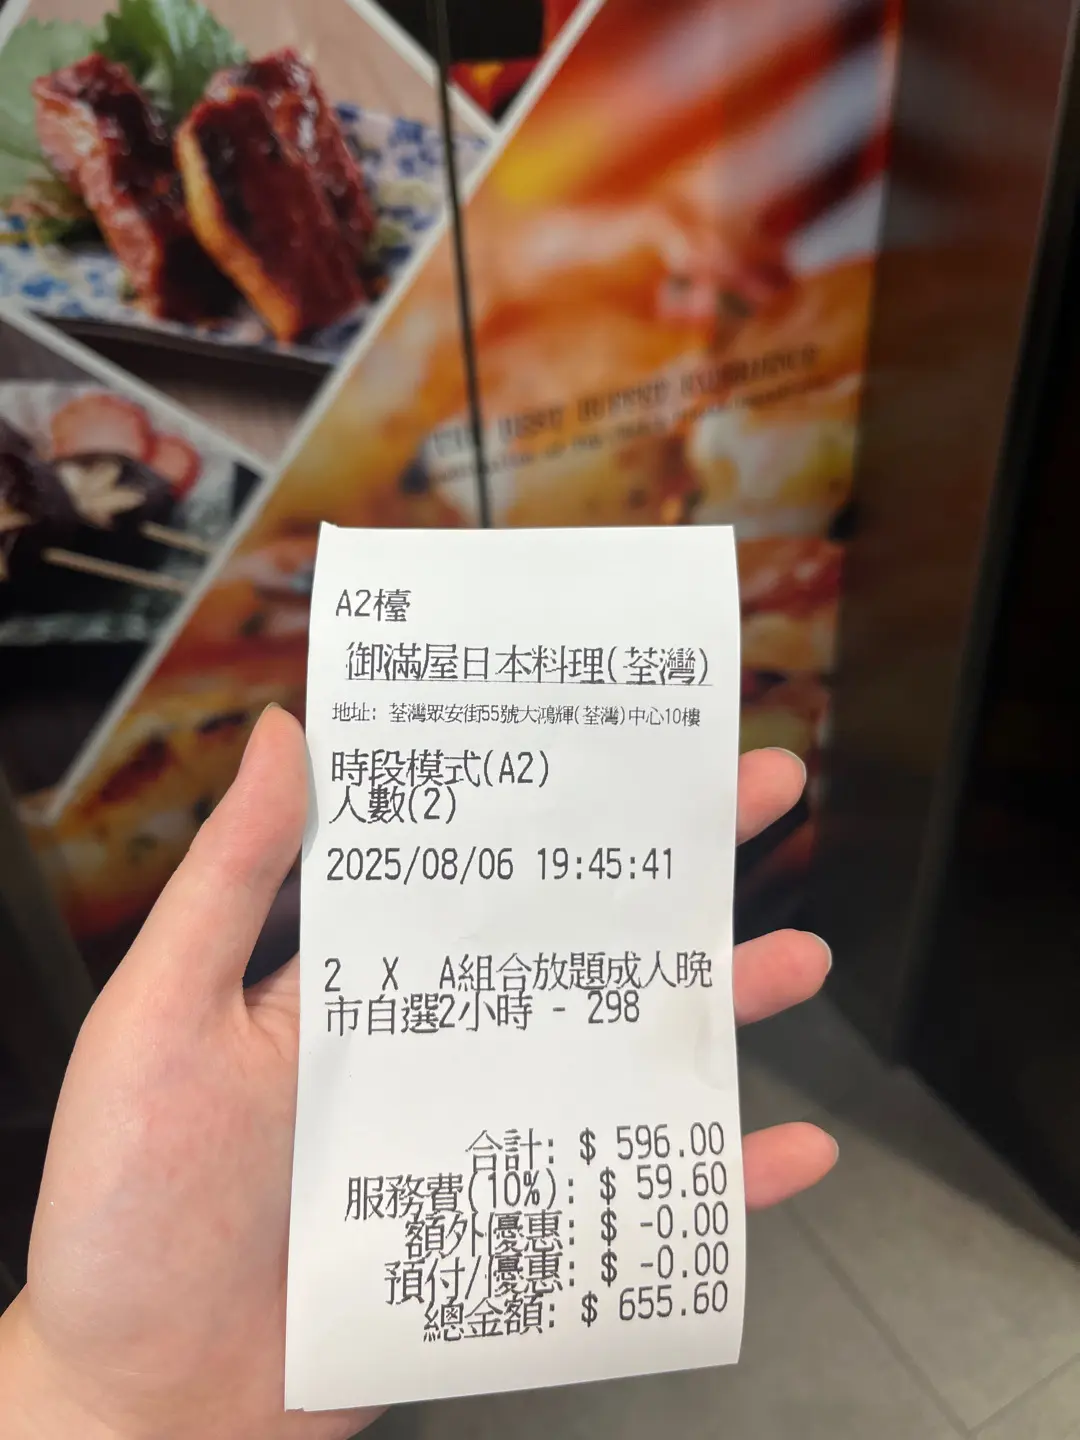 THE BEST BUFFET EXPERIENCE
A2檯
御滿屋日本料理(荃灣)
地址: 荃灣眾安街55號大鴻輝(荃灣)中心10樓
時段模式(A2)
人數(2)
2025/08/06 19:45:41
2 X A組合放題成人晚
市自選2小時 - 298
合計: $ 596.00
服務費(10%): $ 59.60
額外優惠: $ -0.00
預付/優惠: $ -0.00
總金額: $ 655.60